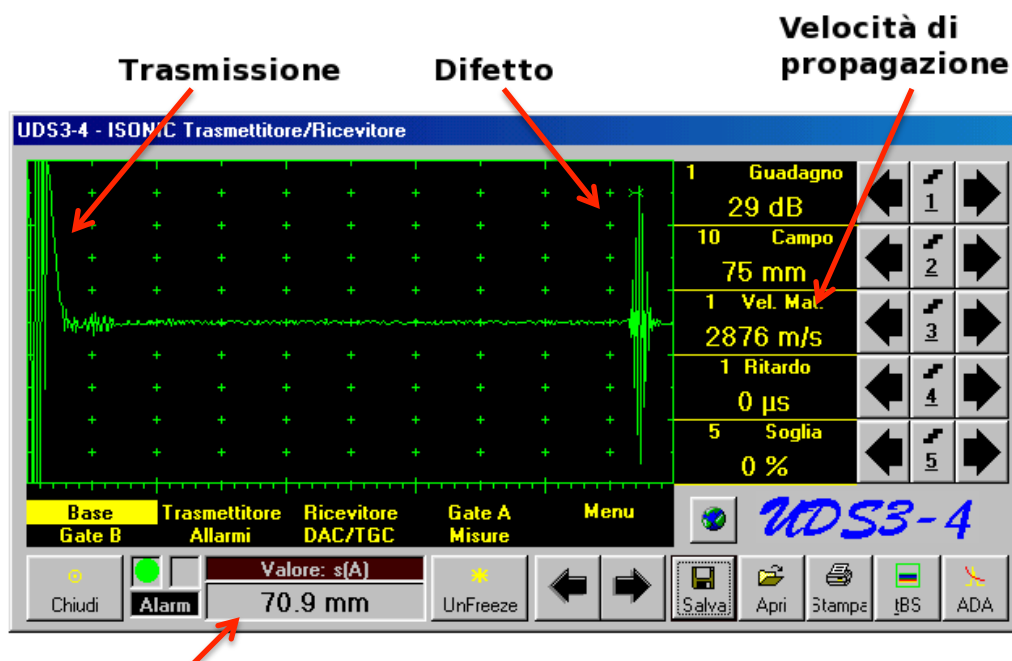 Velocità di
propagazione
Trasmissione
Difetto
UDS3-4 - ISONIC Trasmettitore/Ricevitore
1 Guadagno
29 dB
1
10 Campo
75 mm
2
1 Vel. Mat.
2876 m/s
3
1 Ritardo
0 µs
4
5 Soglia
0 %
5
Base Trasmettitore Ricevitore Gate A Menu
Gate B Allarmi DAC/TGC Misure
UDS3-4
Chiudi
Alarm
Valore: s(A)
70.9 mm
UnFreeze
Salva
Apri
Stampa
tBS
ADA